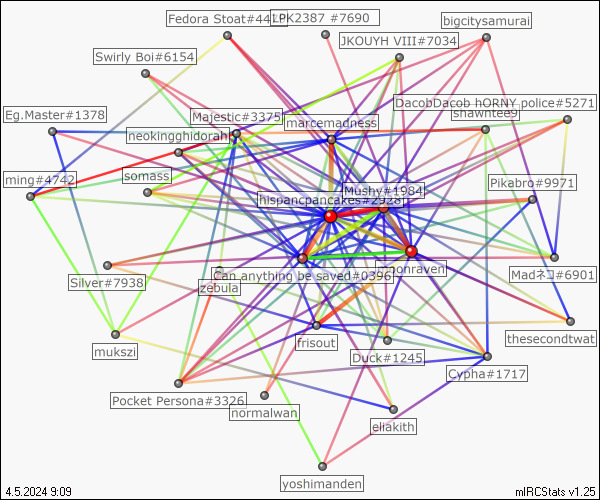 Fedora Stoat#44
LPK2387 #7690
bigcitysamurai
JKOUYH VIII#7034
Swirly Boi#6154
DacobDacob hORNY police#5271
Eg.Master#1378
Majestic#3375
shawntee9
marcemadness
neokingghidorah
somass
ming#4742
Mushy#1984
Pikabro#9971
hispancpancakes#2928
Can anything be saved#0396
Madネコ#6901
Silver#7938
zebula
thesecondtwat
mukszi
frisout
Duck#1245
Cypha#1717
Pocket Persona#3326
normalwan
eliakith
yoshimanden
4.5.2024 9:09
mIRCStats v1.25